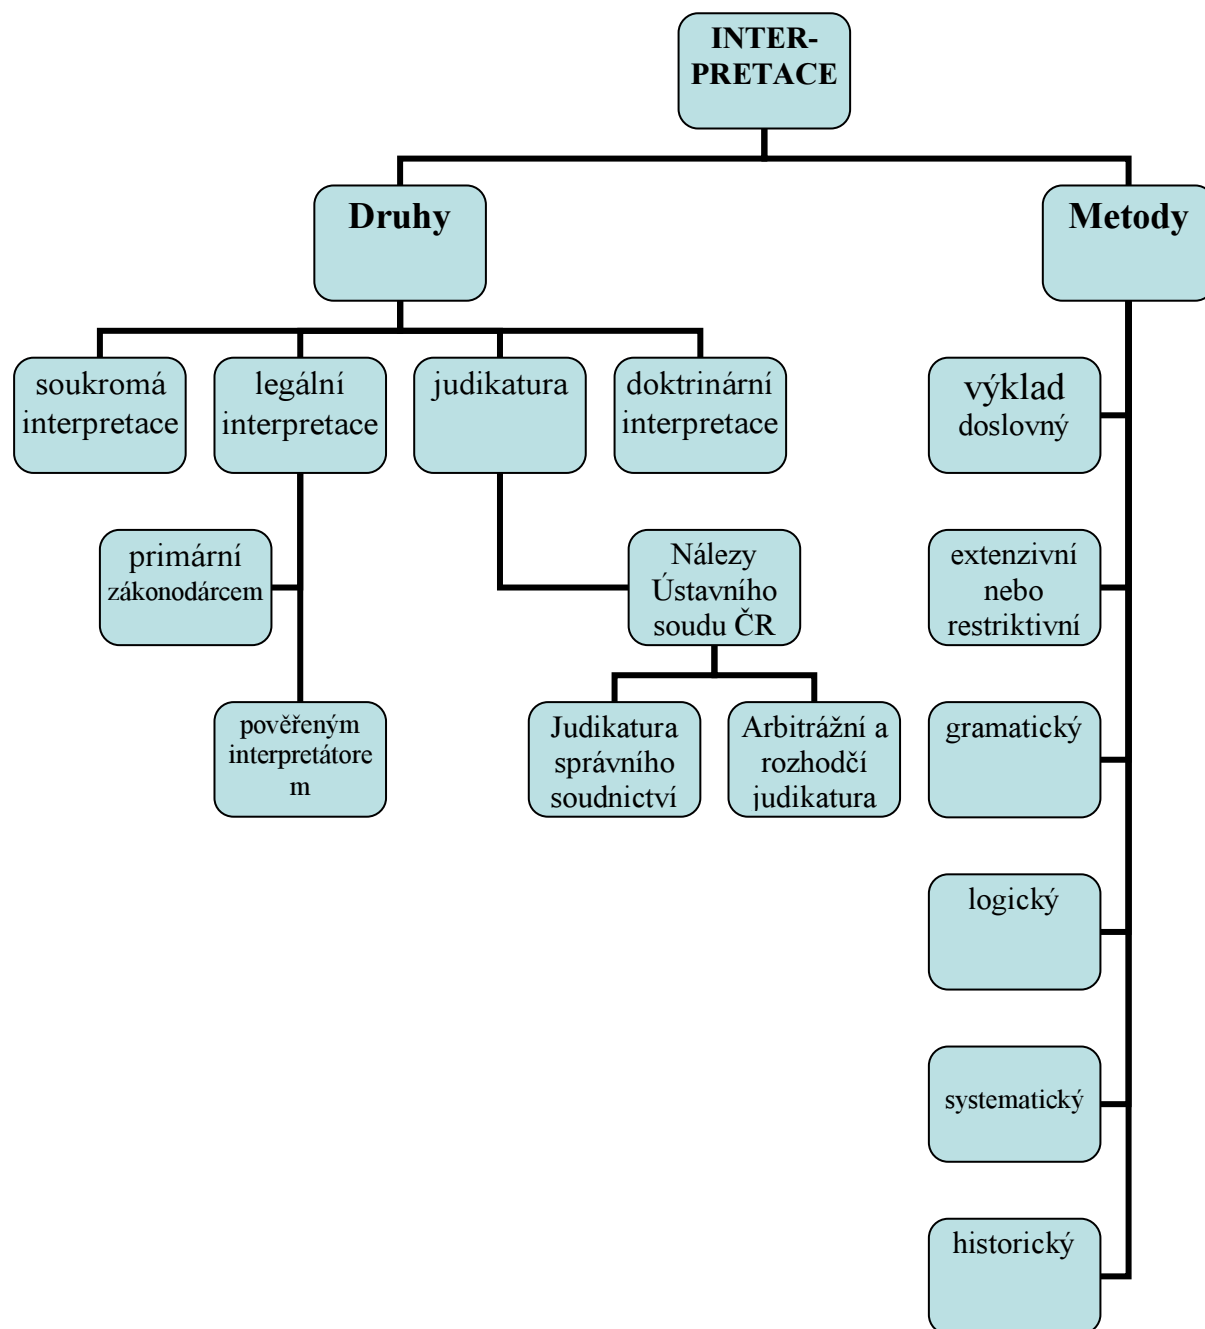 INTER-
PRETACE
Druhy
Metody
soukromá
interpretace
legální
interpretace
judikatura
doktrinární
interpretace
výklad
doslovný
primární
zákonodárcem
Nálezy
Ústavního
soudu ČR
extenzivní
nebo
restriktivní
pověřeným
interpretátore
m
Judikatura
správního
soudnictví
Arbitrážní a
rozhodčí
judikatura
gramatický
logický
systematický
historický